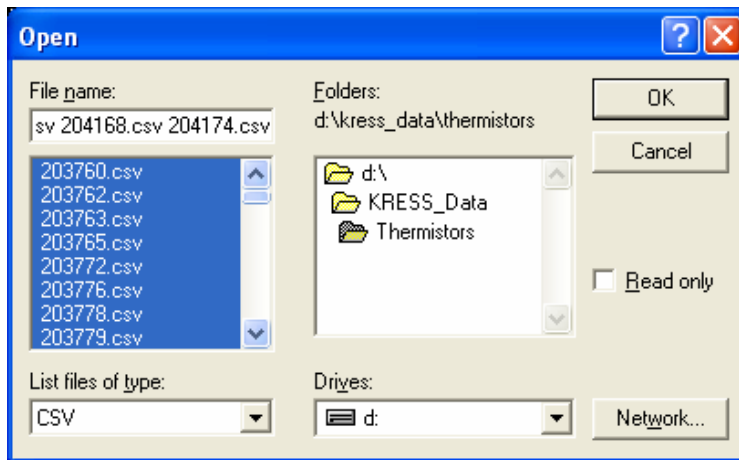 Open
File name:
sv 204168.csv 204174.csv
203760.csv
203762.csv
203763.csv
203765.csv
203772.csv
203776.csv
203778.csv
203779.csv
List files of type:
CSV
Folders:
d:\kress_data\thermistors
d:\
KRESS_Data
Thermistors
Drives:
d:
OK
Cancel
Read only
Network...